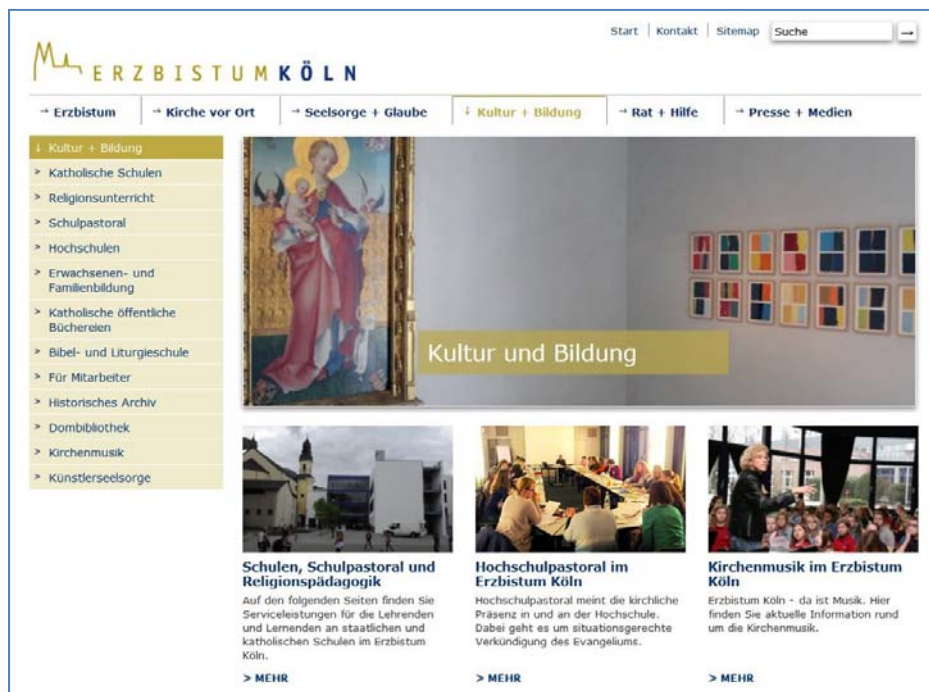 Start | Kontakt | Sitemap Suche →
ERZBISTUM KÖLN
→ Erzbistum → Kirche vor Ort → Seelsorge + Glaube ↓ Kultur + Bildung → Rat + Hilfe → Presse + Medien
↓ Kultur + Bildung
> Katholische Schulen
> Religionsunterricht
> Schulpastoral
> Hochschulen
> Erwachsenen- und
Familienbildung
> Katholische öffentliche
Büchereien
> Bibel- und Liturgieschule
> Für Mitarbeiter
> Historisches Archiv
> Dombibliothek
> Kirchenmusik
> Künstlerseelsorge
Kultur und Bildung
Schulen, Schulpastoral und
Religionspädagogik
Auf den folgenden Seiten finden Sie
Serviceleistungen für die Lehrenden
und Lernenden an staatlichen und
katholischen Schulen im Erzbistum
Köln.
> MEHR
Hochschulpastoral im
Erzbistum Köln
Hochschulpastoral meint die kirchliche
Präsenz in und an der Hochschule.
Dabei geht es um situationsgerechte
Verkündigung des Evangeliums.
> MEHR
Kirchenmusik im Erzbistum
Köln
Erzbistum Köln - da ist Musik. Hier
finden Sie aktuelle Information rund
um die Kirchenmusik.
> MEHR